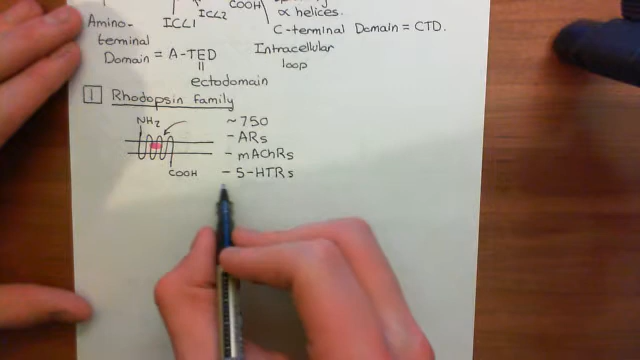 COOH
α helices.
ICL2
ICL1
C-terminal Domain = CTD.
Amino-
terminal
Domain = A-TED
Intracellular
loop
॥
ectodomain
1 Rhodopsin family
NH2
COOH
~750
- ARs
- mAChRs
- 5-HTRs
-